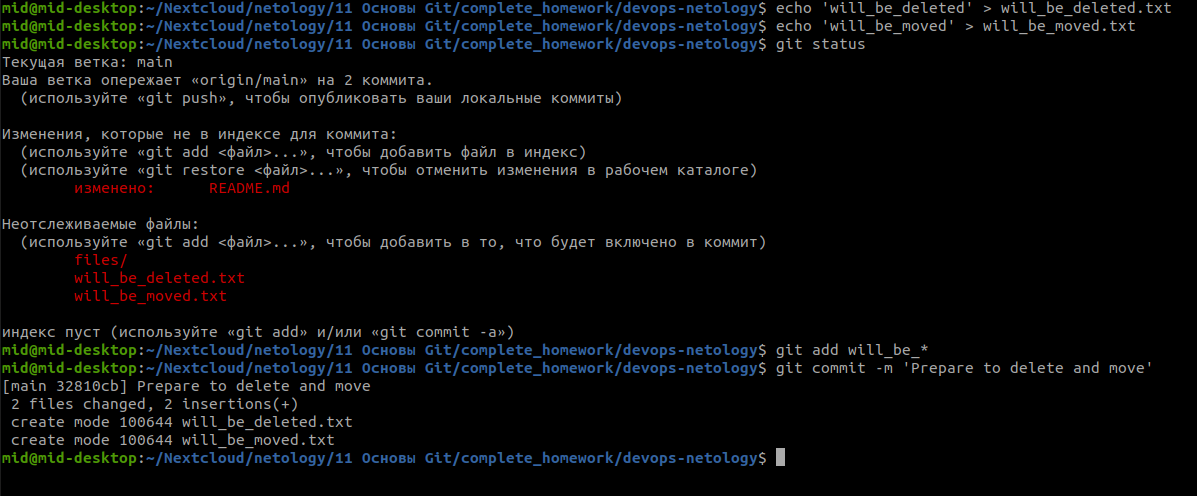 mid@mid-desktop:~/Nextcloud/netology/11 Основы Git/complete_homework/devops-netology$ echo 'will_be_deleted' > will_be_deleted.txt
mid@mid-desktop:~/Nextcloud/netology/11 Основы Git/complete_homework/devops-netology$ echo 'will_be_moved' > will_be_moved.txt
mid@mid-desktop:~/Nextcloud/netology/11 Основы Git/complete_homework/devops-netology$ git status
Текущая ветка: main
Ваша ветка опережает «origin/main» на 2 коммита.
  (используйте «git push», чтобы опубликовать ваши локальные коммиты)

Изменения, которые не в индексе для коммита:
  (используйте «git add <файл>...», чтобы добавить файл в индекс)
  (используйте «git restore <файл>...», чтобы отменить изменения в рабочем каталоге)
        изменено:      README.md

Неотслеживаемые файлы:
  (используйте «git add <файл>...», чтобы добавить в то, что будет включено в коммит)
        files/
        will_be_deleted.txt
        will_be_moved.txt

индекс пуст (используйте «git add» и/или «git commit -a»)
mid@mid-desktop:~/Nextcloud/netology/11 Основы Git/complete_homework/devops-netology$ git add will_be_*
mid@mid-desktop:~/Nextcloud/netology/11 Основы Git/complete_homework/devops-netology$ git commit -m 'Prepare to delete and move'
[main 32810cb] Prepare to delete and move
 2 files changed, 2 insertions(+)
 create mode 100644 will_be_deleted.txt
 create mode 100644 will_be_moved.txt
mid@mid-desktop:~/Nextcloud/netology/11 Основы Git/complete_homework/devops-netology$